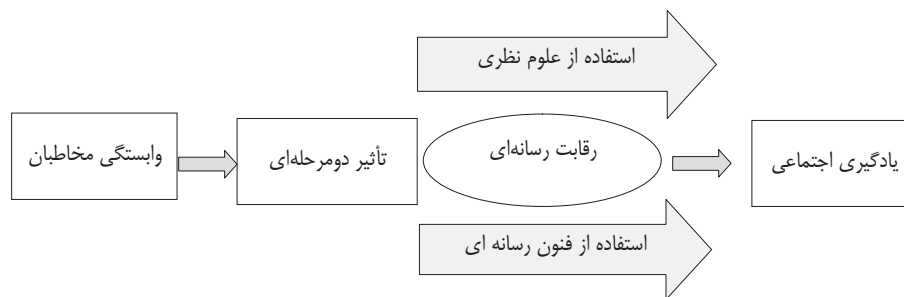 استفاده از علوم نظری
وابستگی مخاطبان
تأثیر دومرحله‌ای
رقابت رسانه‌ای
یادگیری اجتماعی
استفاده از فنون رسانه ای